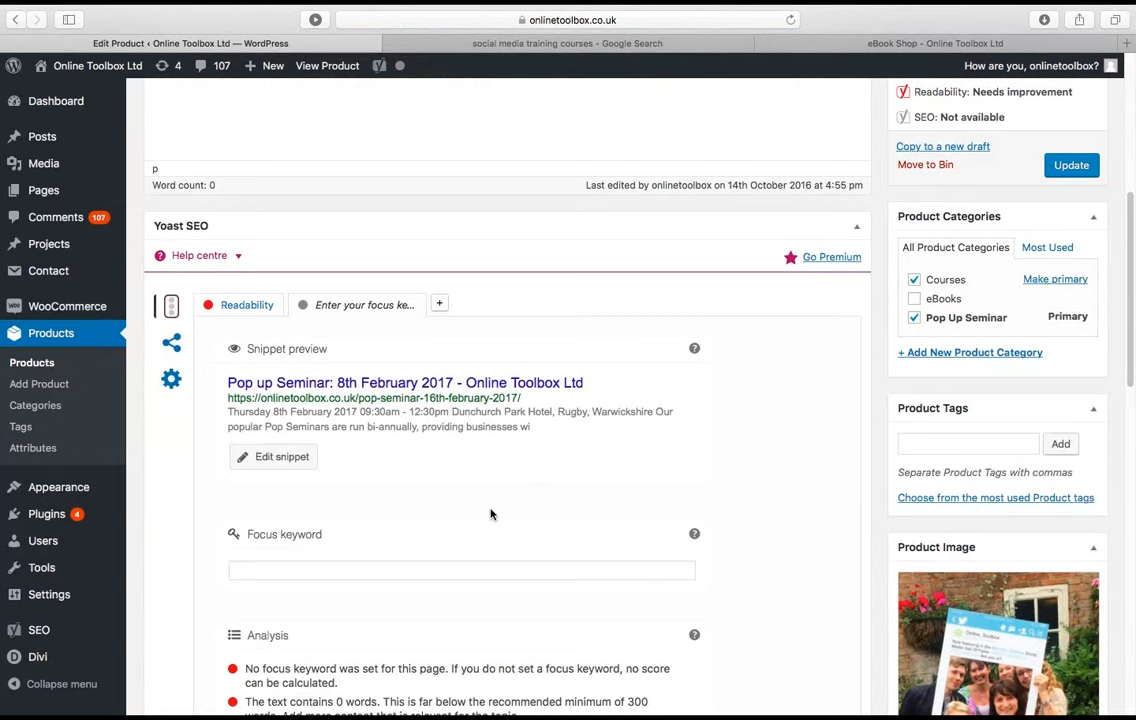 onlinetoolbox.co.uk
Edit Product ‹ Online Toolbox Ltd — WordPress
social media training courses - Google Search
eBook Shop - Online Toolbox Ltd
Online Toolbox Ltd
4
107
New
View Product
How are you, onlinetoolbox?
Dashboard
Posts
Media
Pages
Comments 107
Projects
Contact
WooCommerce
Products
Products
Add Product
Categories
Tags
Attributes
Appearance
Plugins 4
Users
Tools
Settings
SEO
Divi
Collapse menu
p
Word count: 0
Last edited by onlinetoolbox on 14th October 2016 at 4:55 pm
Yoast SEO
Help centre
Go Premium
Readability
Enter your focus ke...
+
Snippet preview
Pop up Seminar: 8th February 2017 - Online Toolbox Ltd
https://onlinetoolbox.co.uk/pop-seminar-16th-february-2017/
Thursday 8th February 2017 09:30am - 12:30pm Dunchurch Park Hotel, Rugby, Warwickshire Our
popular Pop Seminars are run bi-annually, providing businesses wi
Edit snippet
Focus keyword
Analysis
No focus keyword was set for this page. If you do not set a focus keyword, no score
can be calculated.
The text contains 0 words. This is far below the recommended minimum of 300
words. Add more content that is relevant for the topic.
Readability: Needs improvement
SEO: Not available
Copy to a new draft
Move to Bin
Update
Product Categories
All Product Categories
Most Used
Courses
Make primary
eBooks
Pop Up Seminar
Primary
+ Add New Product Category
Product Tags
Add
Separate Product Tags with commas
Choose from the most used Product tags
Product Image
Online_Toolbox